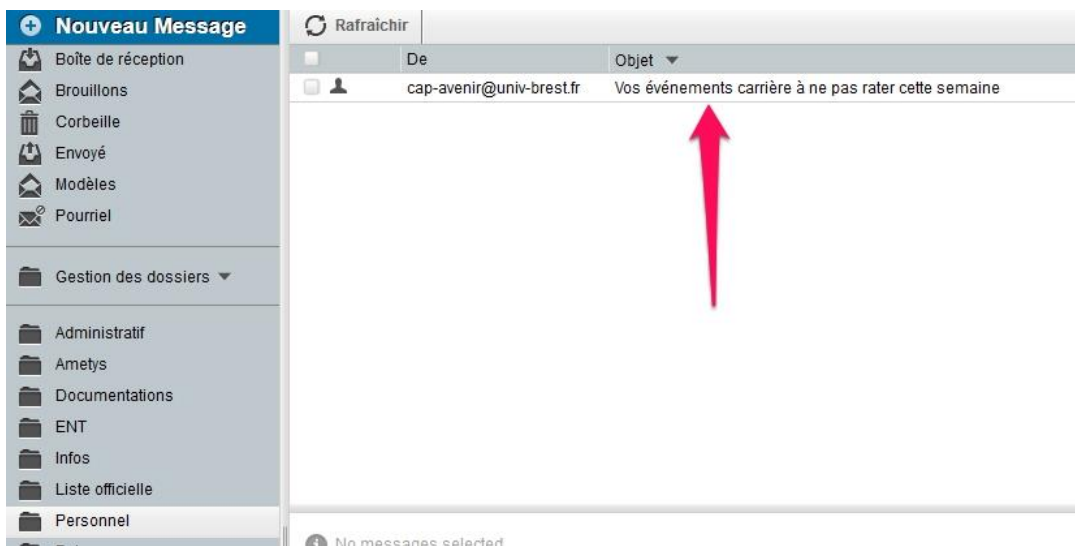 Nouveau Message
Boîte de réception
Brouillons
Corbeille
Envoyé
Modèles
Pourriel
Gestion des dossiers
Administratif
Ametys
Documentations
ENT
Infos
Liste officielle
Personnel
Rafraîchir
De Objet
cap-avenir@univ-brest.fr Vos événements carrière à ne pas rater cette semaine
No messages selected